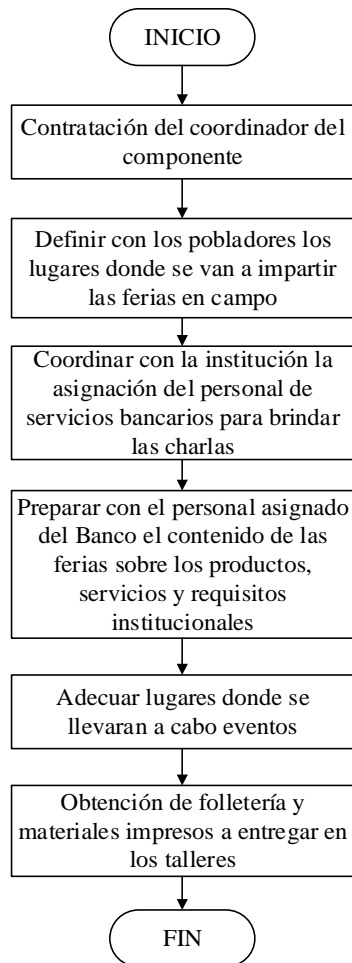 INICIO
Contratación del coordinador del
componente
Definir con los pobladores los
lugares donde se van a impartir
las ferias en campo
Coordinar con la institución la
asignación del personal de
servicios bancarios para brindar
las charlas
Preparar con el personal asignado
del Banco el contenido de las
ferias sobre los productos,
servicios y requisitos
institucionales
Adecuar lugares donde se
llevaran a cabo eventos
Obtención de folletería y
materiales impresos a entregar en
los talleres
FIN